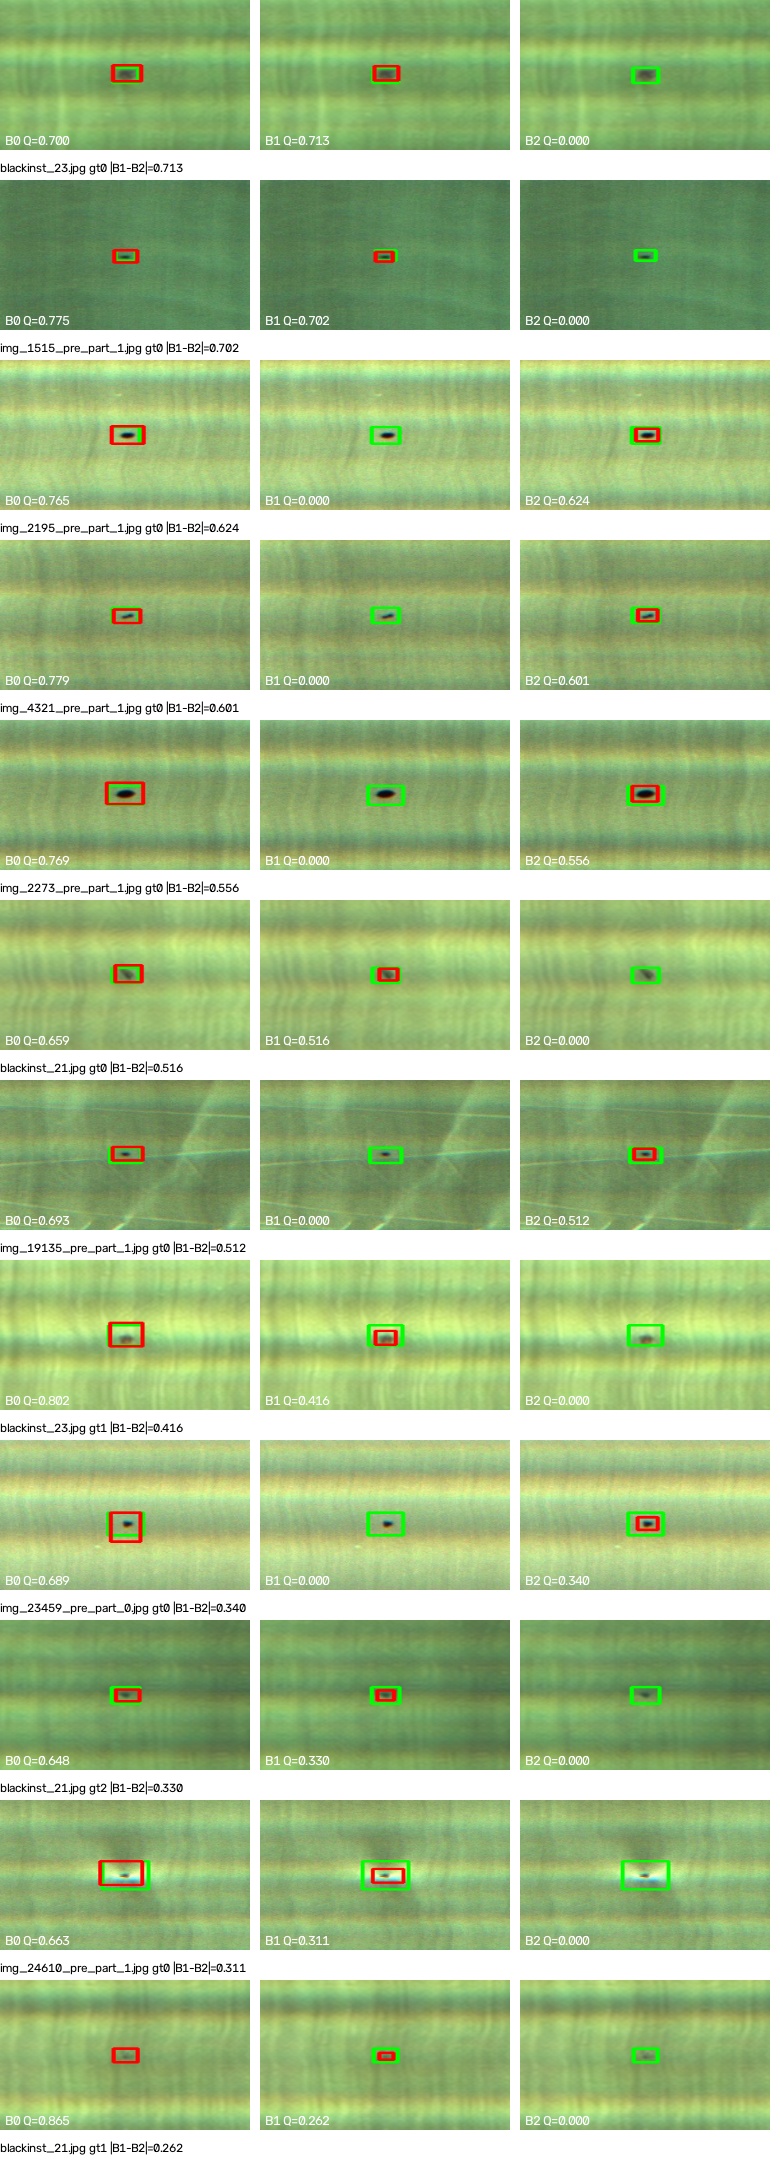 B0 Q=0.700 B1 Q=0.713 B2 Q=0.000
blackinst_23.jpg gt0 |B1-B2|=0.713
B0 Q=0.775 B1 Q=0.702 B2 Q=0.000
img_1515_pre_part_1.jpg gt0 |B1-B2|=0.702
B0 Q=0.765 B1 Q=0.000 B2 Q=0.624
img_2195_pre_part_1.jpg gt0 |B1-B2|=0.624
B0 Q=0.779 B1 Q=0.000 B2 Q=0.601
img_4321_pre_part_1.jpg gt0 |B1-B2|=0.601
B0 Q=0.769 B1 Q=0.000 B2 Q=0.556
img_2273_pre_part_1.jpg gt0 |B1-B2|=0.556
B0 Q=0.659 B1 Q=0.516 B2 Q=0.000
blackinst_21.jpg gt0 |B1-B2|=0.516
B0 Q=0.693 B1 Q=0.000 B2 Q=0.512
img_19135_pre_part_1.jpg gt0 |B1-B2|=0.512
B0 Q=0.802 B1 Q=0.416 B2 Q=0.000
blackinst_23.jpg gt1 |B1-B2|=0.416
B0 Q=0.689 B1 Q=0.000 B2 Q=0.340
img_23459_pre_part_0.jpg gt0 |B1-B2|=0.340
B0 Q=0.648 B1 Q=0.330 B2 Q=0.000
blackinst_21.jpg gt2 |B1-B2|=0.330
B0 Q=0.663 B1 Q=0.311 B2 Q=0.000
img_24610_pre_part_1.jpg gt0 |B1-B2|=0.311
B0 Q=0.865 B1 Q=0.262 B2 Q=0.000
blackinst_21.jpg gt1 |B1-B2|=0.262